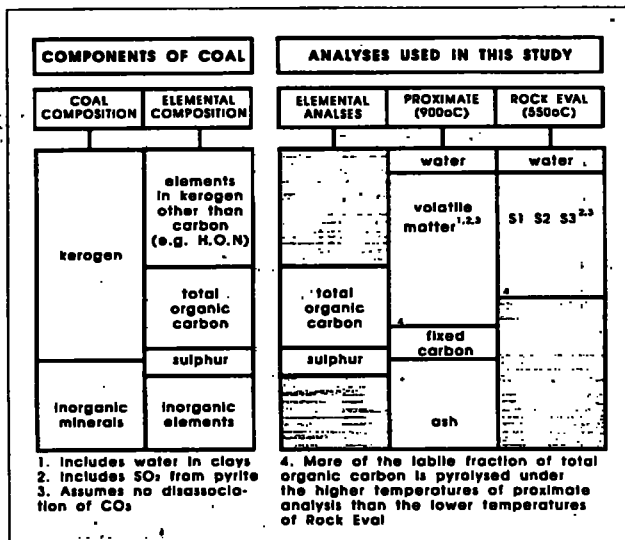 COMPONENTS OF COAL
ANALYSES USED IN THIS STUDY
COAL
COMPOSITION
ELEMENTAL
COMPOSITION
ELEMENTAL
ANALSES
PROXIMATE
(900oC)
ROCK EVAL
(550oC)
kerogen
inorganic
minerals
elements
in kerogen
other than
carbon
(e.g. H.O.N)
total
organic
carbon
sulphur
inorganic
elements
total
organic
carbon
sulphur
water
volatile
matter1,2,3
4
fixed
carbon
ash
water
S1 S2 S3 2,3
4
1. Includes water in clays
2. Includes SO2 from pyrite
3. Assumes no disassocia-
tion of CO3
4. More of the labile fraction of total
organic carbon is pyrolysed under
the higher temperatures of proximate
analysis than the lower temperatures
of Rock Eval